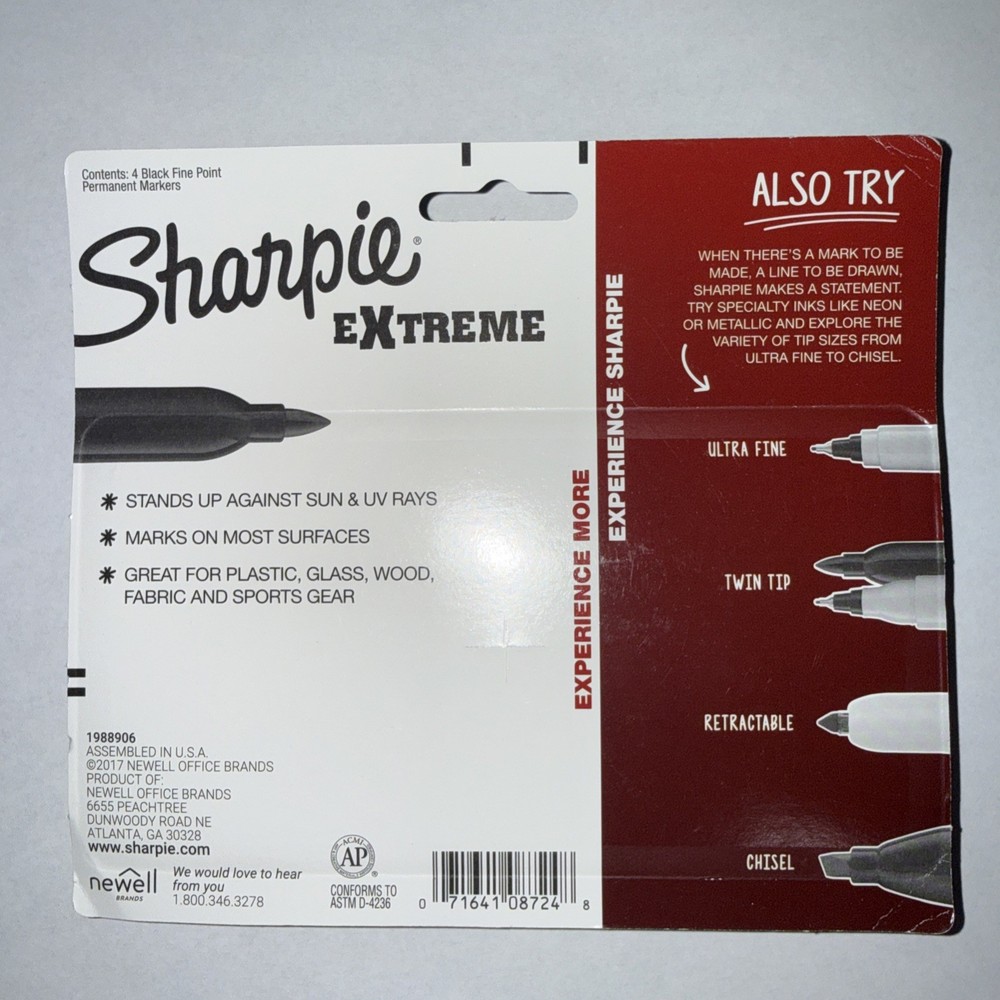 Contents: 4 Black Fine Point
Permanent Markers
Sharpie®
EXTREME
STANDS UP AGAINST SUN & UV RAYS
MARKS ON MOST SURFACES
GREAT FOR PLASTIC, GLASS, WOOD,
FABRIC AND SPORTS GEAR
1988906
ASSEMBLED IN U.S.A.
©2017 NEWELL OFFICE BRANDS
PRODUCT OF:
NEWELL OFFICE BRANDS
6655 PEACHTREE
DUNWOODY ROAD NE
ATLANTA, GA 30328
www.sharpie.com
newell
BRANDS
We would love to hear
from you
1.800.346.3278
ACMI
AP
®
CONFORMS TO
ASTM D-4236
0 71641 08724 8
EXPERIENCE MORE
EXPERIENCE SHARPIE
ALSO TRY
WHEN THERE'S A MARK TO BE
MADE, A LINE TO BE DRAWN,
SHARPIE MAKES A STATEMENT.
TRY SPECIALTY INKS LIKE NEON
OR METALLIC AND EXPLORE THE
VARIETY OF TIP SIZES FROM
ULTRA FINE TO CHISEL.
ULTRA FINE
TWIN TIP
RETRACTABLE
CHISEL